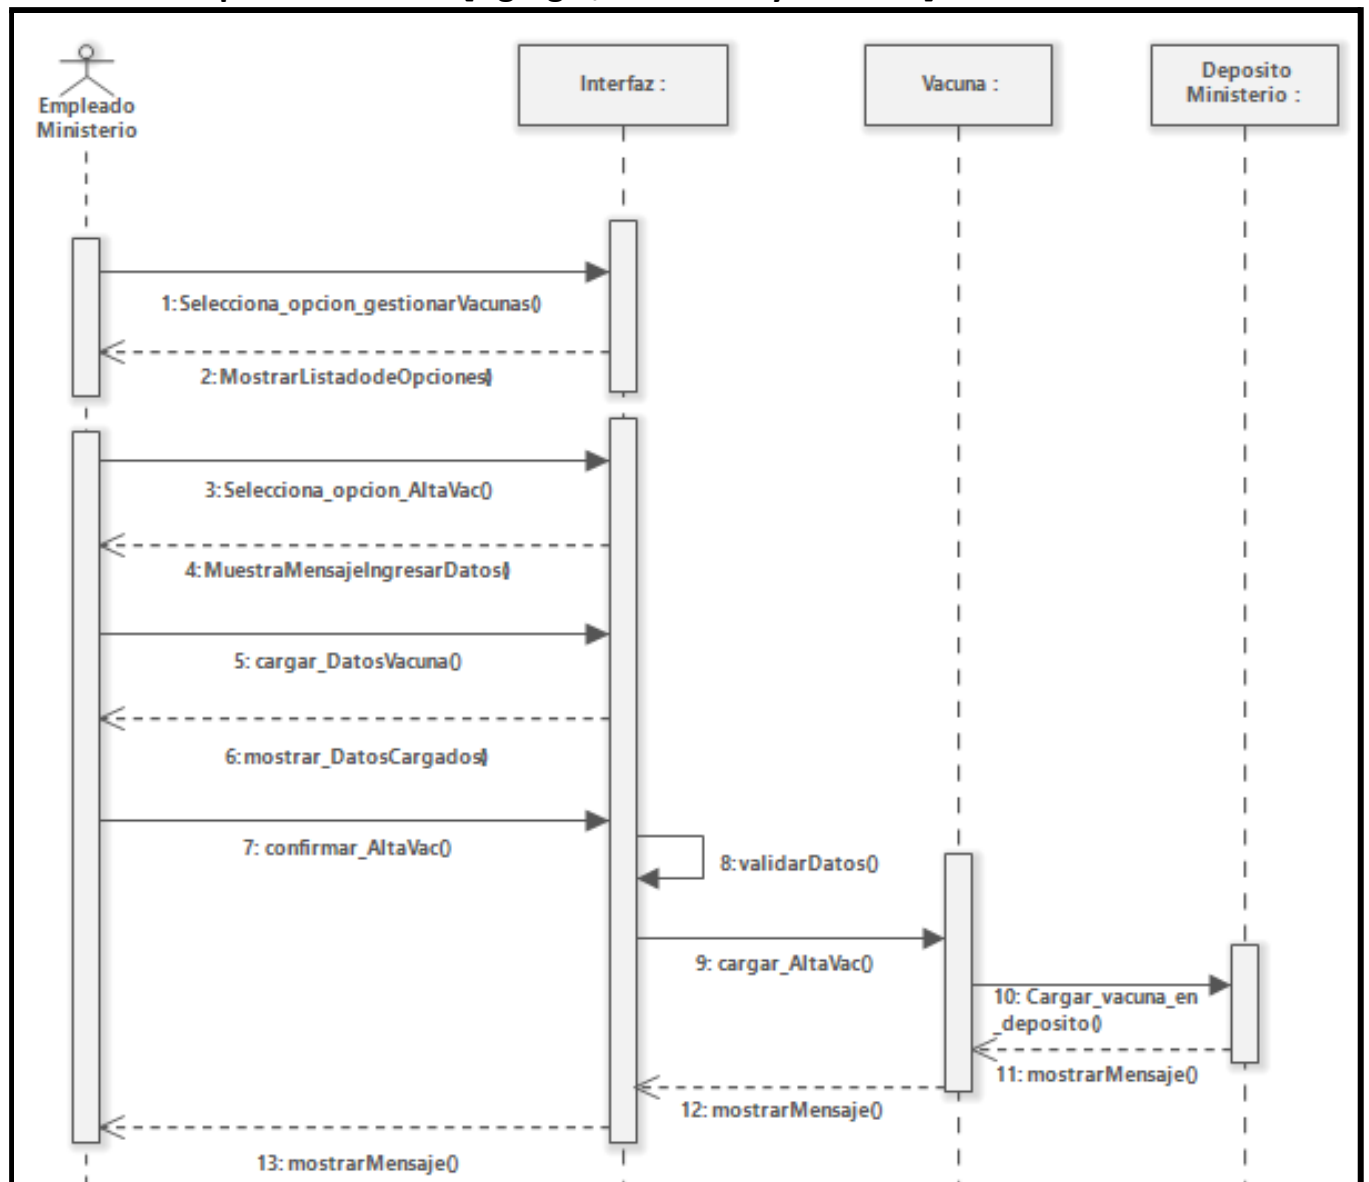 Empleado
Ministerio
Interfaz :
Vacuna :
Deposito
Ministerio :
1:Selecciona_opcion_gestionarVacunas()
2:MostrarListadodeOpciones()
3:Selecciona_opcion_AltaVac()
4:MuestraMensajeIngresarDatos()
5: cargar_DatosVacuna()
6:mostrar_DatosCargados()
7: confirmar_AltaVac()
8:validarDatos()
9: cargar_AltaVac()
10: Cargar_vacuna_en
_deposito()
11: mostrarMensaje()
12: mostrarMensaje()
13: mostrarMensaje()